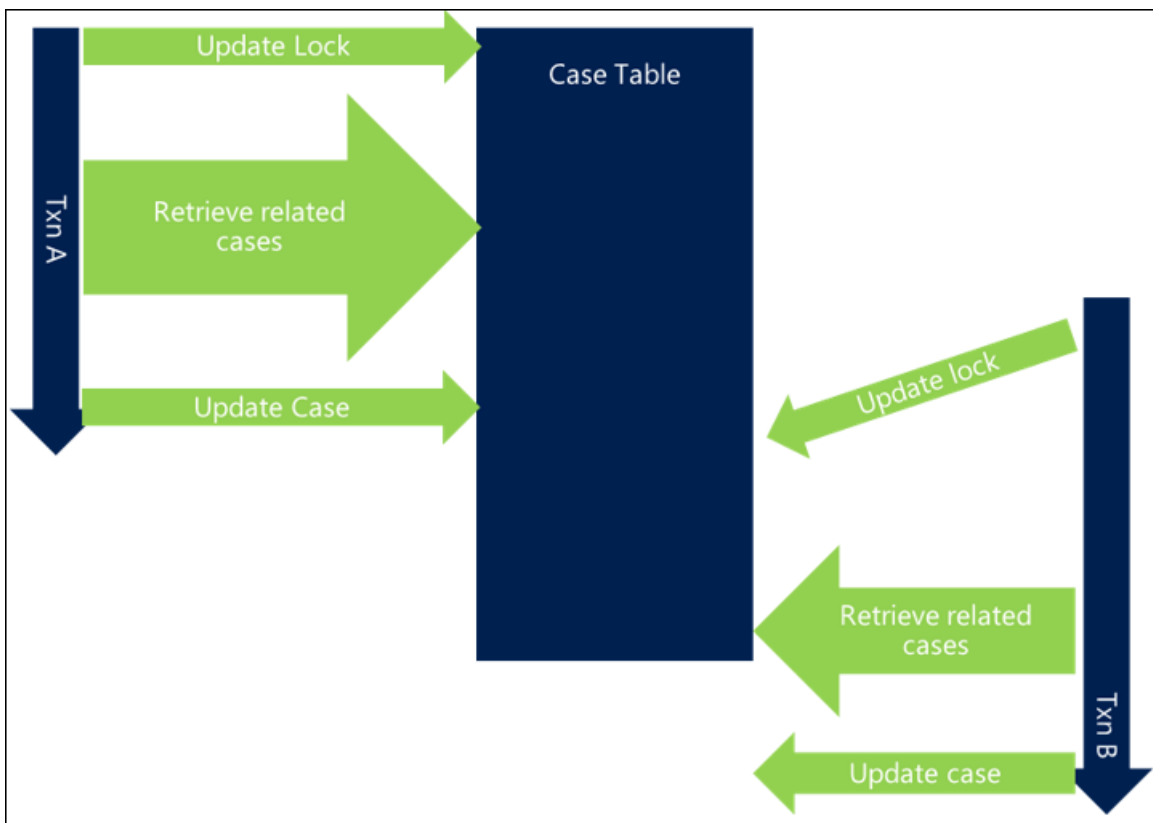 Update Lock
Case Table
Txn A
Retrieve related
cases
Update Case
Update lock
Retrieve related
cases
Txn B
Update case